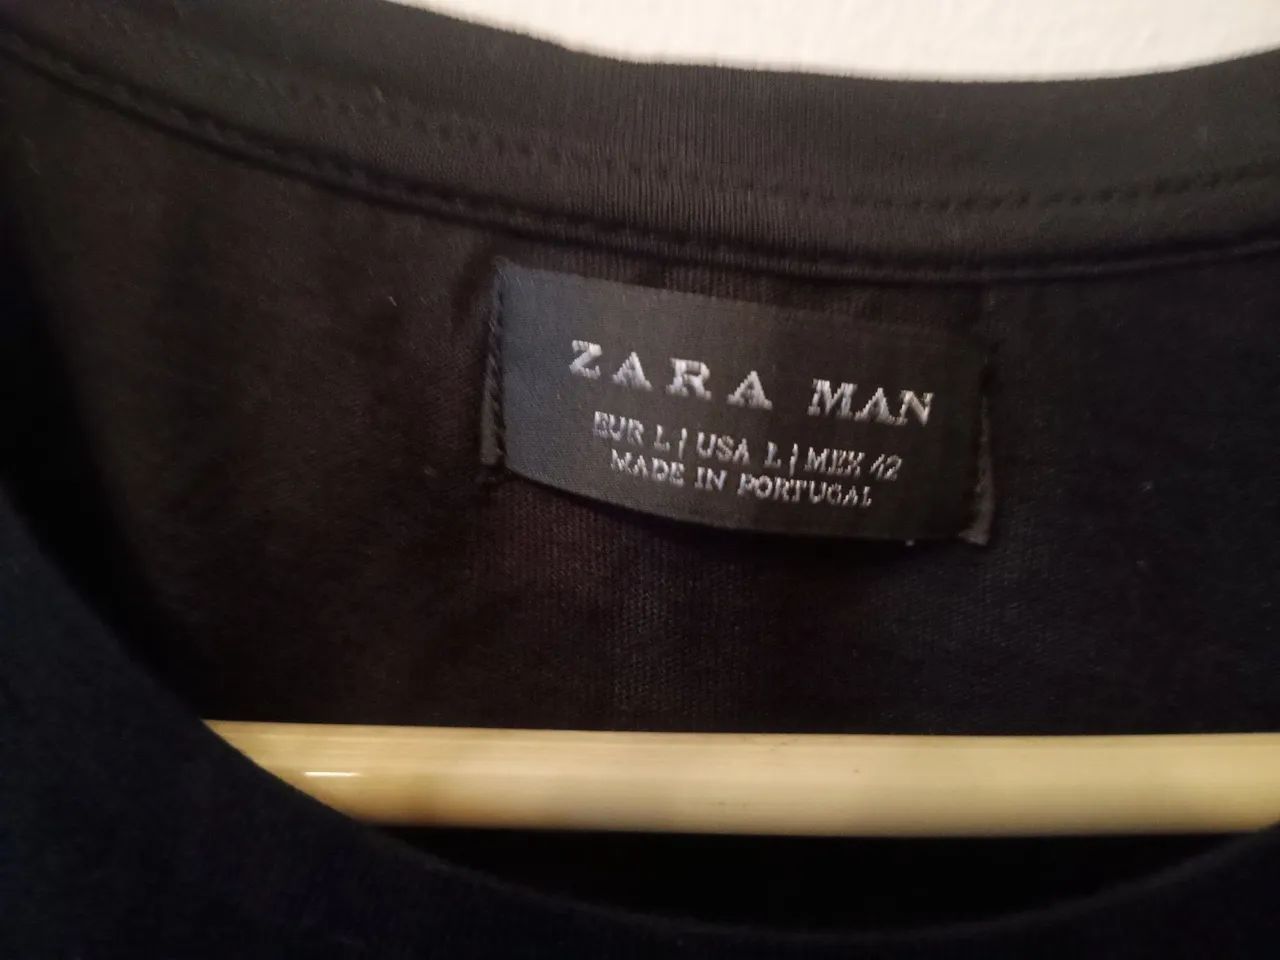 ZARA MAN
EUR L | USA L | MEX 42
MADE IN PORTUGAL